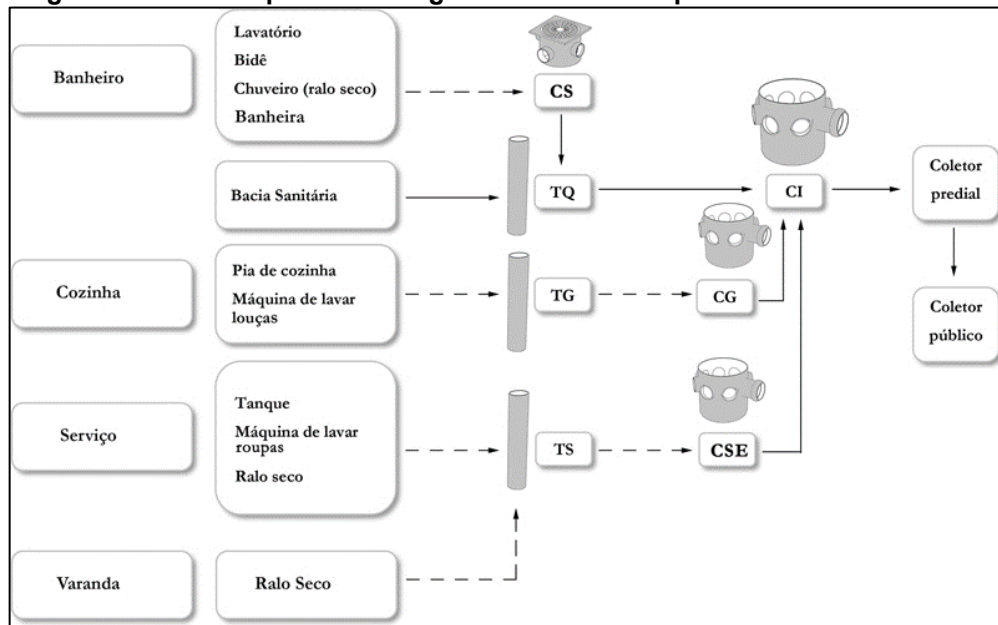 Banheiro
Lavatório
Bidê
Chuveiro (ralo seco)
Banheira
CS
Bacia Sanitária
TQ
CI
Coletor
predial
Cozinha
Pia de cozinha
Máquina de lavar
louças
TG
CG
Coletor
público
Serviço
Tanque
Máquina de lavar
roupas
Ralo seco
TS
CSE
Varanda
Ralo Seco